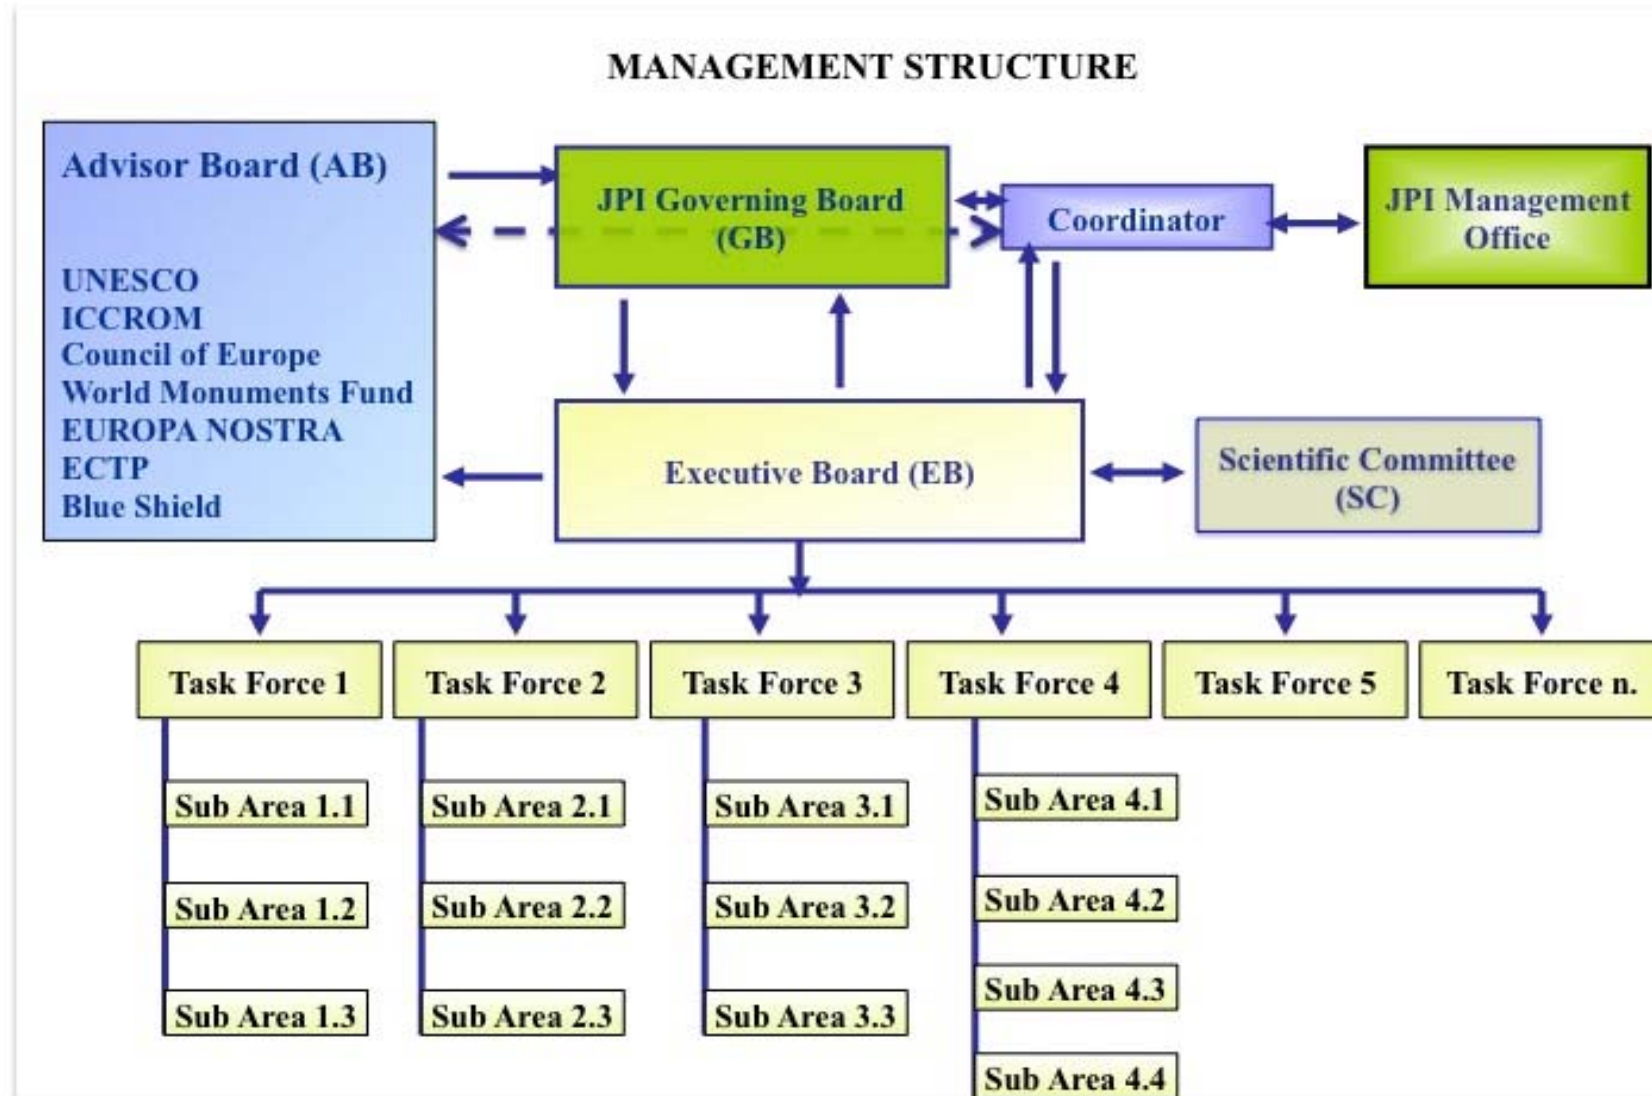 MANAGEMENT STRUCTURE
Advisor Board (AB)
UNESCO
ICCROM
Council of Europe
World Monuments Fund
EUROPA NOSTRA
ECTP
Blue Shield
JPI Governing Board
(GB)
Coordinator
JPI Management
Office
Executive Board (EB)
Scientific Committee
(SC)
Task Force 1
Task Force 2
Task Force 3
Task Force 4
Task Force 5
Task Force n.
Sub Area 1.1
Sub Area 1.2
Sub Area 1.3
Sub Area 2.1
Sub Area 2.2
Sub Area 2.3
Sub Area 3.1
Sub Area 3.2
Sub Area 3.3
Sub Area 4.1
Sub Area 4.2
Sub Area 4.3
Sub Area 4.4